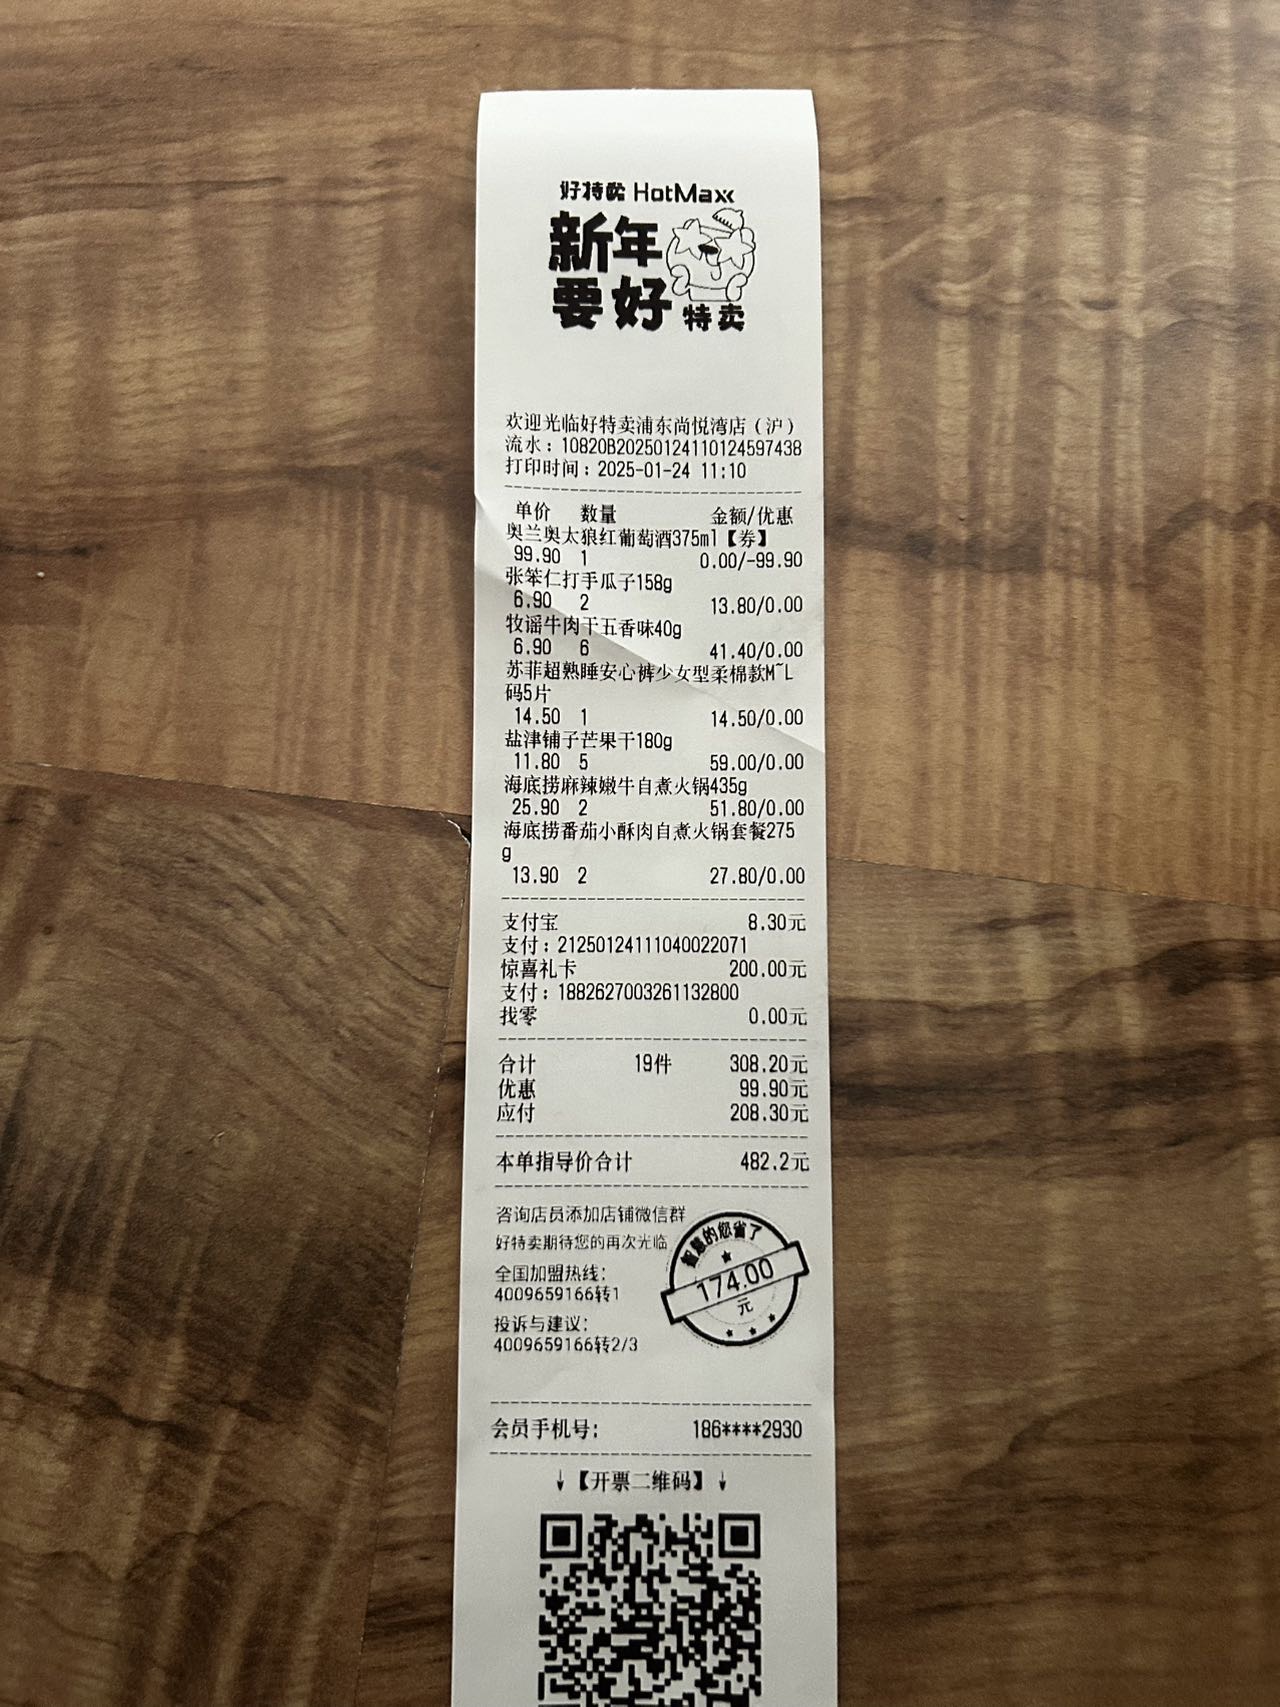 好特卖 HotMaxx
新年
要好特卖
欢迎光临好特卖浦东尚悦湾店（沪）
流水：10820B20250124110124597438
打印时间：2025-01-24 11:10
单价 数量 金额/优惠
奥兰奥太狼红葡萄酒375ml【券】
99.90 1 0.00/-99.90
张笨仁打手瓜子158g
6.90 2 13.80/0.00
牧谣牛肉干五香味40g
6.90 6 41.40/0.00
苏菲超熟睡安心裤少女型柔棉款M~L
码5片
14.50 1 14.50/0.00
盐津铺子芒果干180g
11.80 5 59.00/0.00
海底捞麻辣嫩牛自煮火锅435g
25.90 2 51.80/0.00
海底捞番茄小酥肉自煮火锅套餐275
g
13.90 2 27.80/0.00
支付宝 8.30元
支付：21250124111040022071
惊喜礼卡 200.00元
支付：1882627003261132800
找零 0.00元
合计 19件 308.20元
优惠 99.90元
应付 208.30元
本单指导价合计 482.2元
咨询店员添加店铺微信群
好特卖期待您的再次光临
全国加盟热线：
4009659166转1
投诉与建议：
4009659166转2/3
智慧的您省了
174.00
元
会员手机号： 186****2930
↓【开票二维码】↓